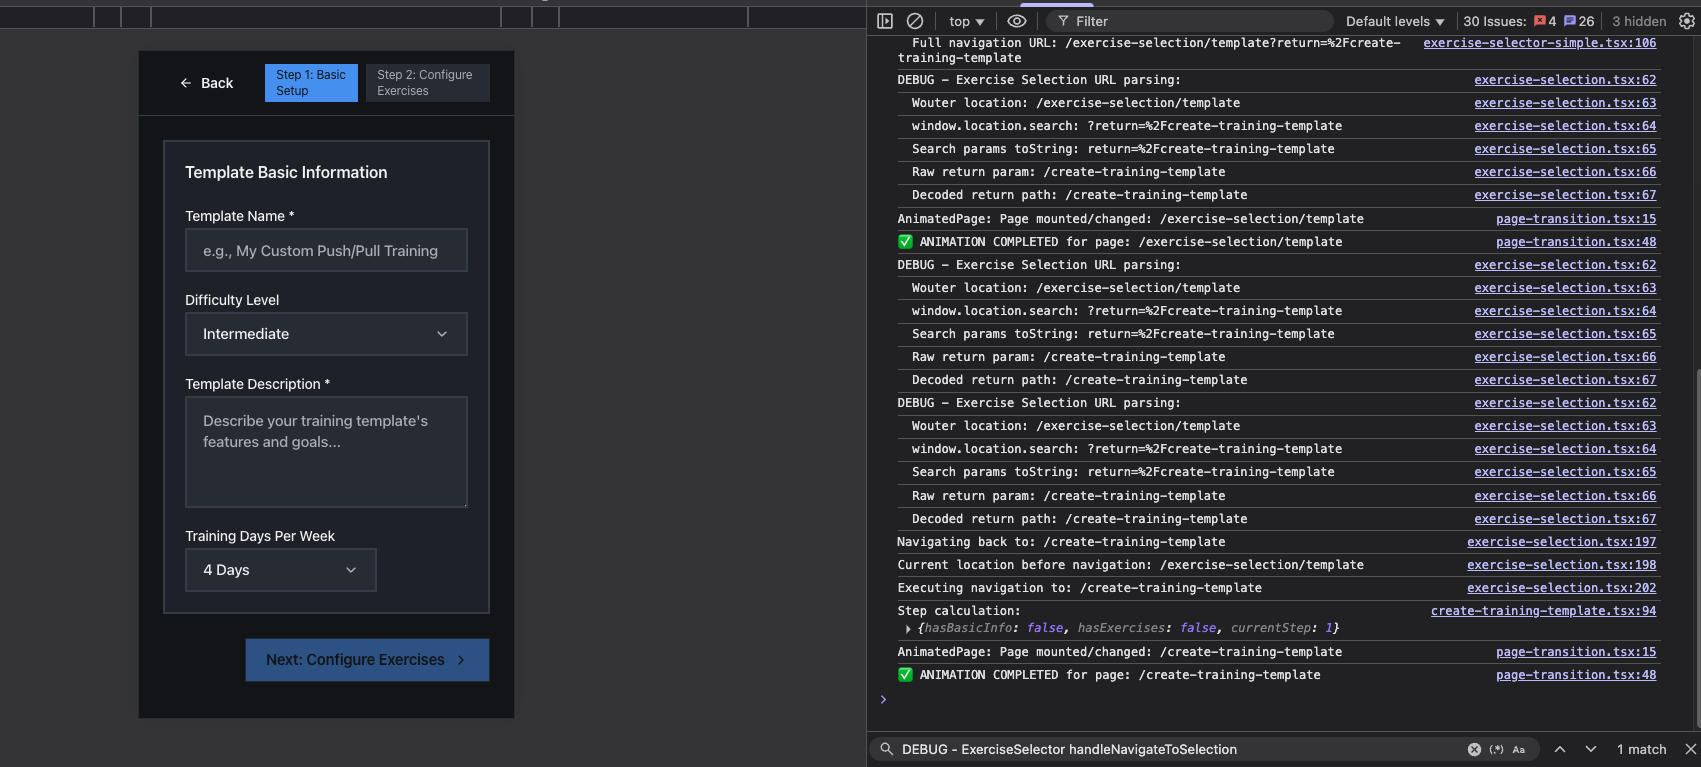 Back
Step 1: Basic
Setup
Step 2: Configure
Exercises
Template Basic Information
Template Name *
e.g., My Custom Push/Pull Training
Difficulty Level
Intermediate
Template Description *
Describe your training template's
features and goals...
Training Days Per Week
4 Days
Next: Configure Exercises
top
Filter
Default levels
30 Issues: 4 26
3 hidden
Full navigation URL: /exercise-selection/template?return=%2Fcreate- exercise-selector-simple.tsx:106
training-template
DEBUG - Exercise Selection URL parsing: exercise-selection.tsx:62
Wouter location: /exercise-selection/template exercise-selection.tsx:63
window.location.search: ?return=%2Fcreate-training-template exercise-selection.tsx:64
Search params toString: return=%2Fcreate-training-template exercise-selection.tsx:65
Raw return param: /create-training-template exercise-selection.tsx:66
Decoded return path: /create-training-template exercise-selection.tsx:67
AnimatedPage: Page mounted/changed: /exercise-selection/template page-transition.tsx:15
✅ ANIMATION COMPLETED for page: /exercise-selection/template page-transition.tsx:48
DEBUG - Exercise Selection URL parsing: exercise-selection.tsx:62
Wouter location: /exercise-selection/template exercise-selection.tsx:63
window.location.search: ?return=%2Fcreate-training-template exercise-selection.tsx:64
Search params toString: return=%2Fcreate-training-template exercise-selection.tsx:65
Raw return param: /create-training-template exercise-selection.tsx:66
Decoded return path: /create-training-template exercise-selection.tsx:67
DEBUG - Exercise Selection URL parsing: exercise-selection.tsx:62
Wouter location: /exercise-selection/template exercise-selection.tsx:63
window.location.search: ?return=%2Fcreate-training-template exercise-selection.tsx:64
Search params toString: return=%2Fcreate-training-template exercise-selection.tsx:65
Raw return param: /create-training-template exercise-selection.tsx:66
Decoded return path: /create-training-template exercise-selection.tsx:67
Navigating back to: /create-training-template exercise-selection.tsx:197
Current location before navigation: /exercise-selection/template exercise-selection.tsx:198
Executing navigation to: /create-training-template exercise-selection.tsx:202
Step calculation: create-training-template.tsx:94
{hasBasicInfo: false, hasExercises: false, currentStep: 1}
AnimatedPage: Page mounted/changed: /create-training-template page-transition.tsx:15
✅ ANIMATION COMPLETED for page: /create-training-template page-transition.tsx:48
DEBUG - ExerciseSelector handleNavigateToSelection (.*) Aa 1 match